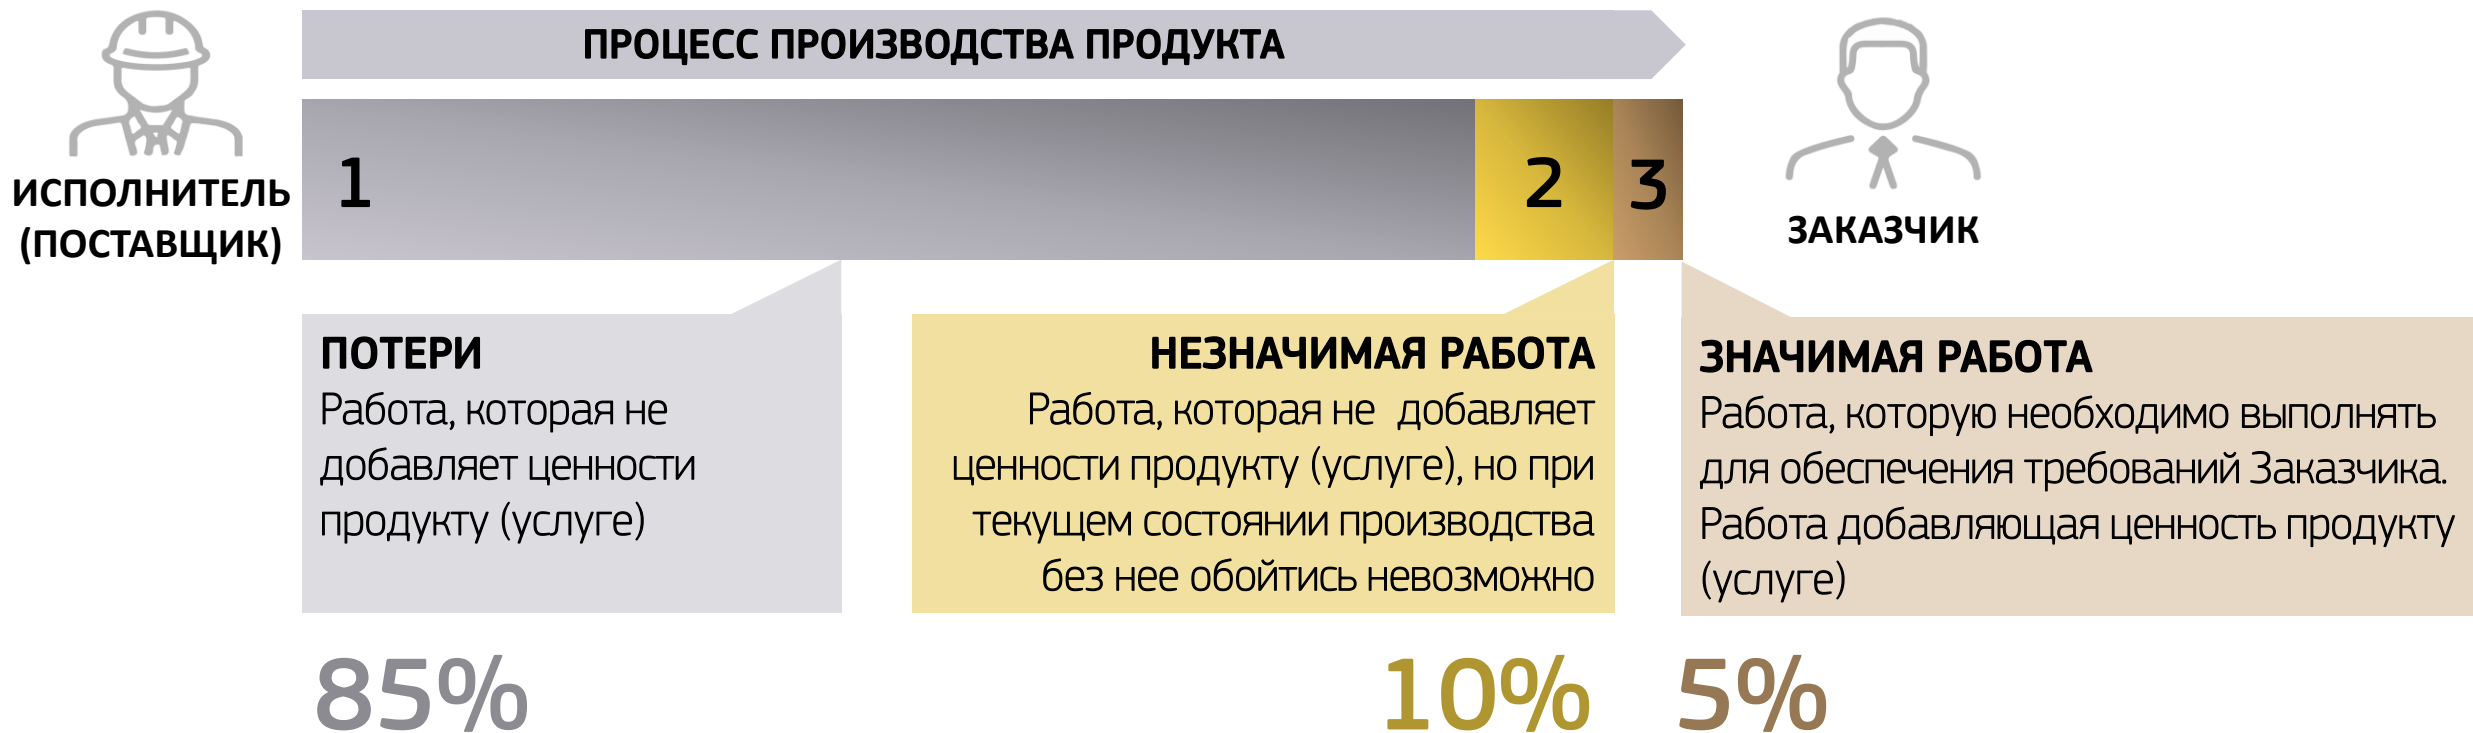 ПРОЦЕСС ПРОИЗВОДСТВА ПРОДУКТА
ИСПОЛНИТЕЛЬ
(ПОСТАВЩИК)
1
2
3
ЗАКАЗЧИК
ПОТЕРИ
Работа, которая не
добавляет ценности
продукту (услуге)
85%
НЕЗНАЧИМАЯ РАБОТА
Работа, которая не добавляет
ценности продукту (услуге), но при
текущем состоянии производства
без нее обойтись невозможно
10%
ЗНАЧИМАЯ РАБОТА
Работа, которую необходимо выполнять
для обеспечения требований Заказчика.
Работа добавляющая ценность продукту
(услуге)
5%